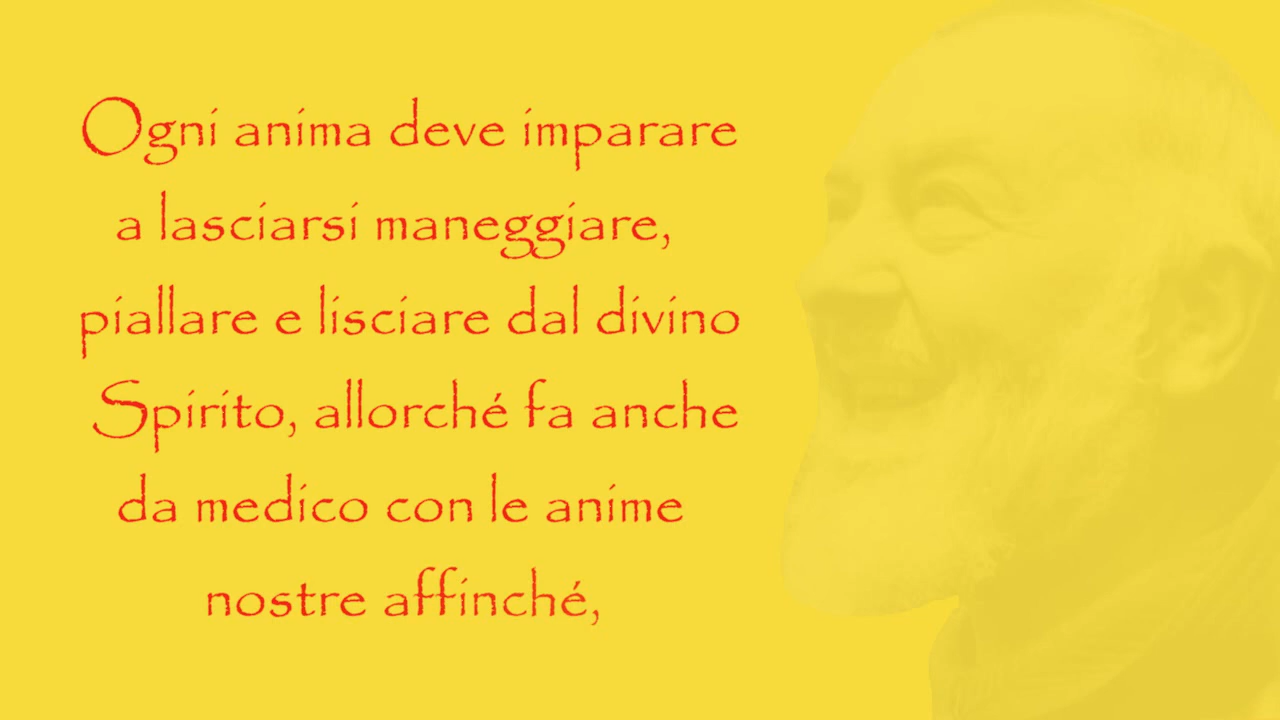 Ogni anima deve imparare
a lasciarsi maneggiare,
piallare e lisciare dal divino
Spirito, allorché fa anche
da medico con le anime
nostre affinché,